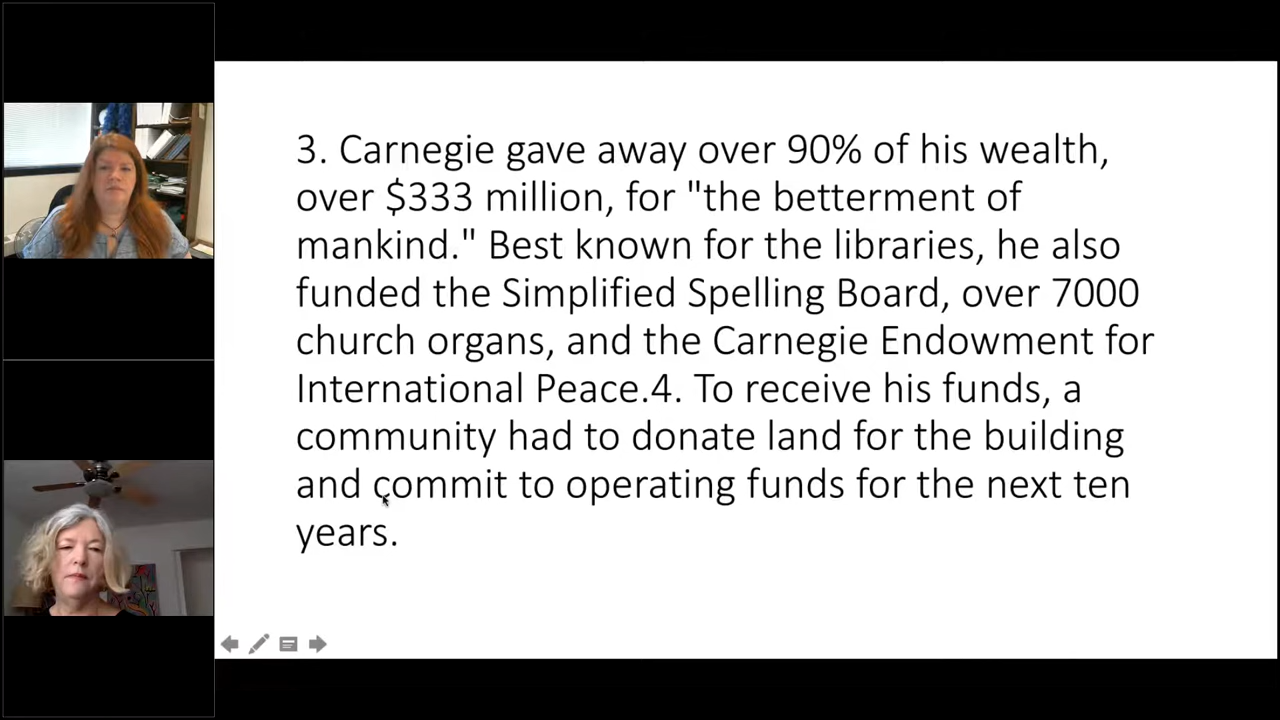 3. Carnegie gave away over 90% of his wealth,
over $333 million, for "the betterment of
mankind." Best known for the libraries, he also
funded the Simplified Spelling Board, over 7000
church organs, and the Carnegie Endowment for
International Peace.4. To receive his funds, a
community had to donate land for the building
and commit to operating funds for the next ten
years.